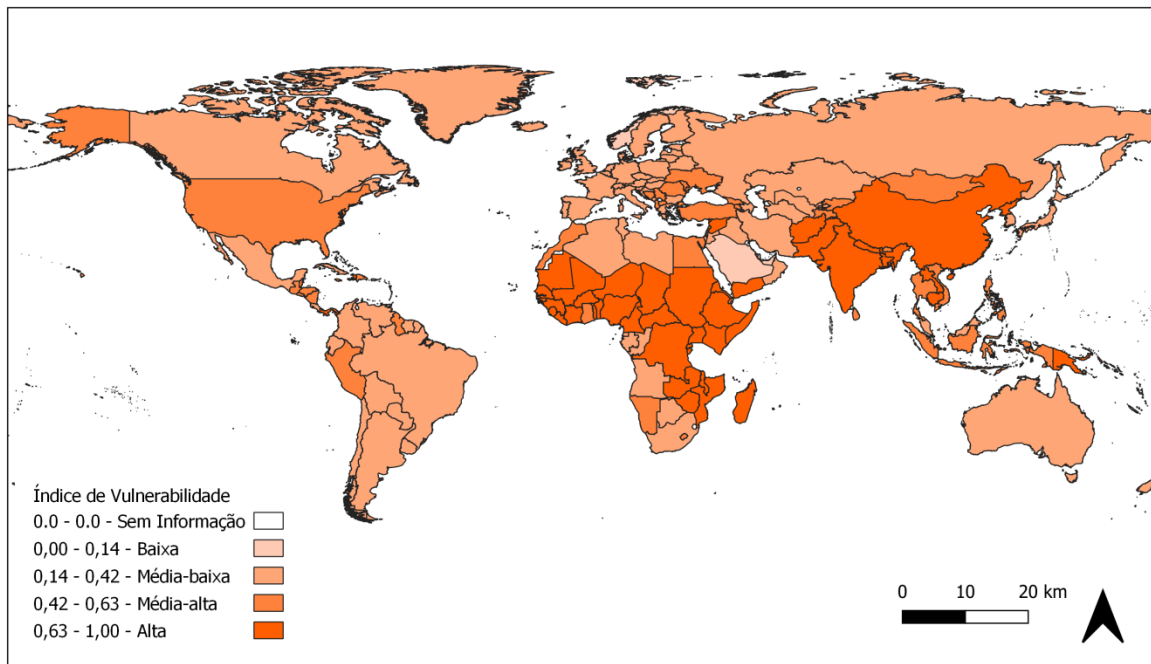 Índice de Vulnerabilidade
0.0 - 0.0 - Sem Informação
0,00 - 0,14 - Baixa
0,14 - 0,42 - Média-baixa
0,42 - 0,63 - Média-alta
0,63 - 1,00 - Alta
0 10 20 km